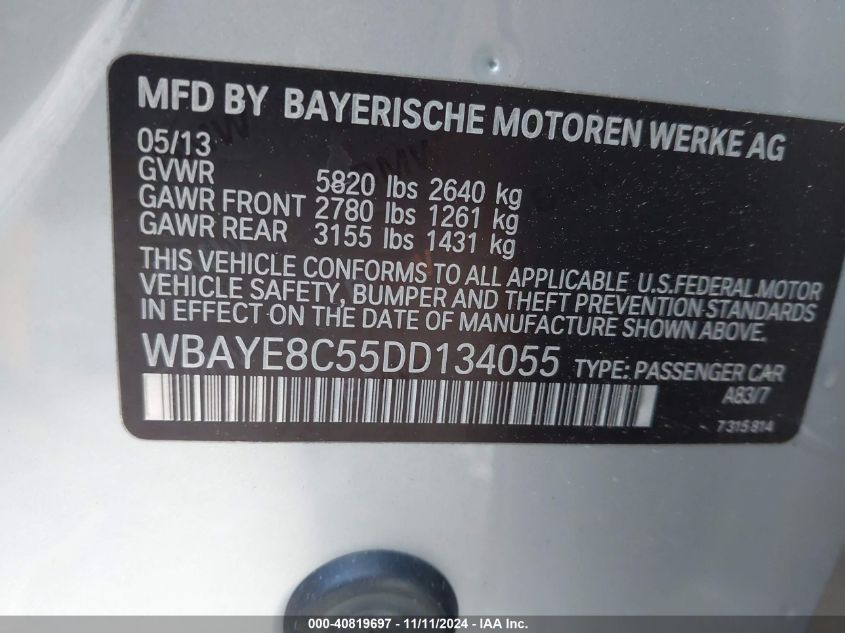 MFD BY BAYERISCHE MOTOREN WERKE AG
05/13
GVWR 5820 lbs 2640 kg
GAWR FRONT 2780 lbs 1261 kg
GAWR REAR 3155 lbs 1431 kg
THIS VEHICLE CONFORMS TO ALL APPLICABLE U.S.FEDERAL MOTOR
VEHICLE SAFETY, BUMPER AND THEFT PREVENTION STANDARDS
IN EFFECT ON THE DATE OF MANUFACTURE SHOWN ABOVE.
WBAYE8C55DD134055 TYPE: PASSENGER CAR
A83/7
7315814
000-40819697 - 11/11/2024 - IAA Inc.